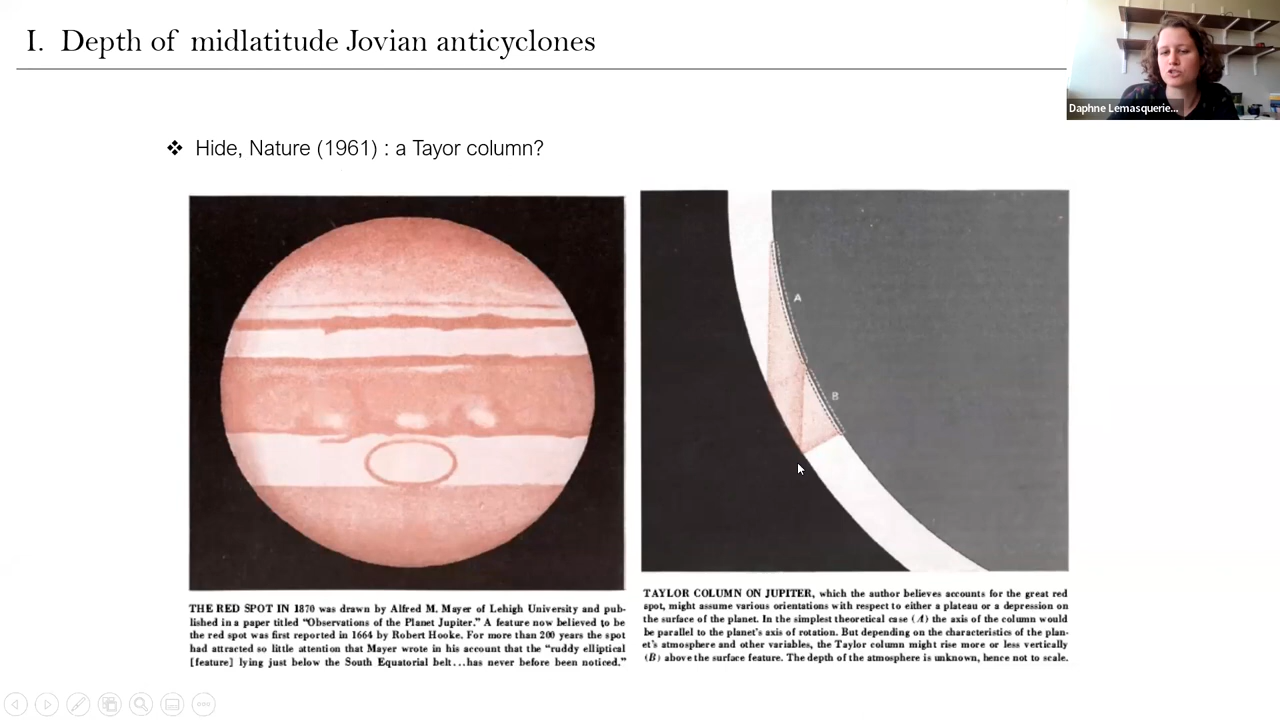 I. Depth of midlatitude Jovian anticyclones
Daphne Lemasquerie...
❖ Hide, Nature (1961) : a Tayor column?
A
B
THE RED SPOT IN 1870 was drawn by Alfred M. Mayer of Lehigh University and pub-
lished in a paper titled “Observations of the Planet Jupiter.” A feature now believed to be
the red spot was first reported in 1664 by Robert Hooke. For more than 200 years the spot
had attracted so little attention that Mayer wrote in his account that the “ruddy elliptical
[feature] lying just below the South Equatorial belt...has never before been noticed.”
TAYLOR COLUMN ON JUPITER, which the author believes accounts for the great red
spot, might assume various orientations with respect to either a plateau or a depression on
the surface of the planet. In the simplest theoretical case (A) the axis of the column would
be parallel to the planet's axis of rotation. But depending on the characteristics of the plan-
et's atmosphere and other variables, the Taylor column might rise more or less vertically
(B) above the surface feature. The depth of the atmosphere is unknown, hence not to scale.